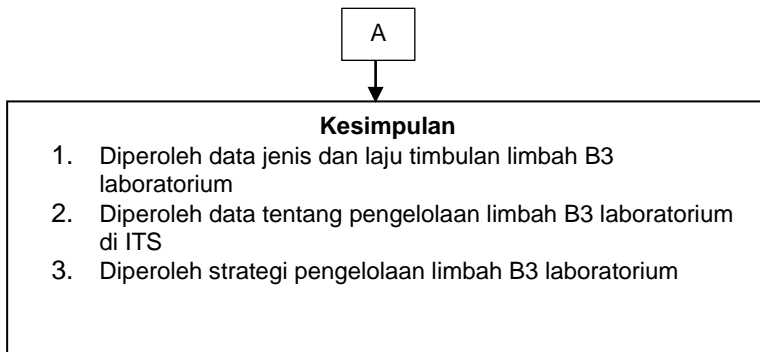 A
Kesimpulan
1. Diperoleh data jenis dan laju timbulan limbah B3
laboratorium
2. Diperoleh data tentang pengelolaan limbah B3 laboratorium
di ITS
3. Diperoleh strategi pengelolaan limbah B3 laboratorium